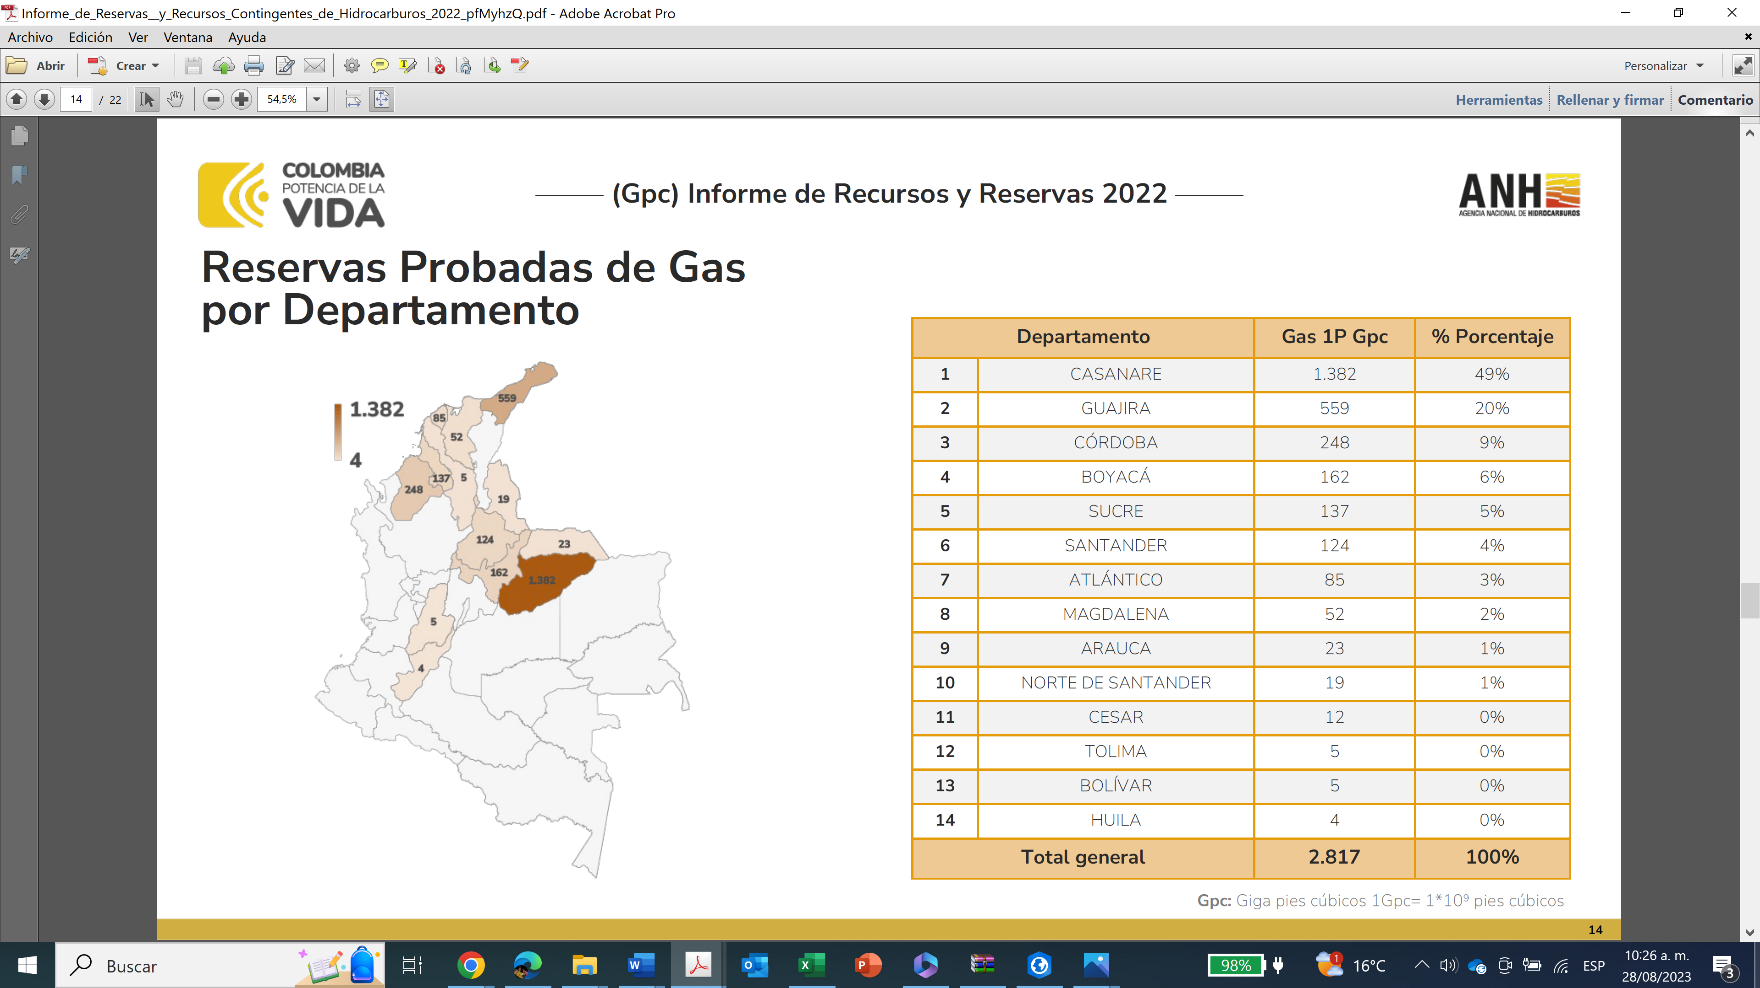 Informe_de_Reservas__y_Recursos_Contingentes_de_Hidrocarburos_2022_pfMyhzQ.pdf - Adobe Acrobat Pro
Archivo Edición Ver Ventana Ayuda
Abrir Crear Personalizar
14 / 22 54,5% Herramientas Rellenar y firmar Comentario
COLOMBIA
POTENCIA DE LA
VIDA
(Gpc) Informe de Recursos y Reservas 2022
ANH
AGENCIA NACIONAL DE HIDROCARBUROS
Reservas Probadas de Gas
por Departamento
1.382
4
559
85
52
137
5
248
19
124
23
162
1.382
5
4
Departamento Gas 1P Gpc % Porcentaje
1 CASANARE 1.382 49%
2 GUAJIRA 559 20%
3 CÓRDOBA 248 9%
4 BOYACÁ 162 6%
5 SUCRE 137 5%
6 SANTANDER 124 4%
7 ATLÁNTICO 85 3%
8 MAGDALENA 52 2%
9 ARAUCA 23 1%
10 NORTE DE SANTANDER 19 1%
11 CESAR 12 0%
12 TOLIMA 5 0%
13 BOLÍVAR 5 0%
14 HUILA 4 0%
Total general 2.817 100%
Gpc: Giga pies cúbicos 1Gpc= 1*10⁹ pies cúbicos
14
Buscar
98%
1
16°C
ESP
10:26 a. m.
28/08/2023
3